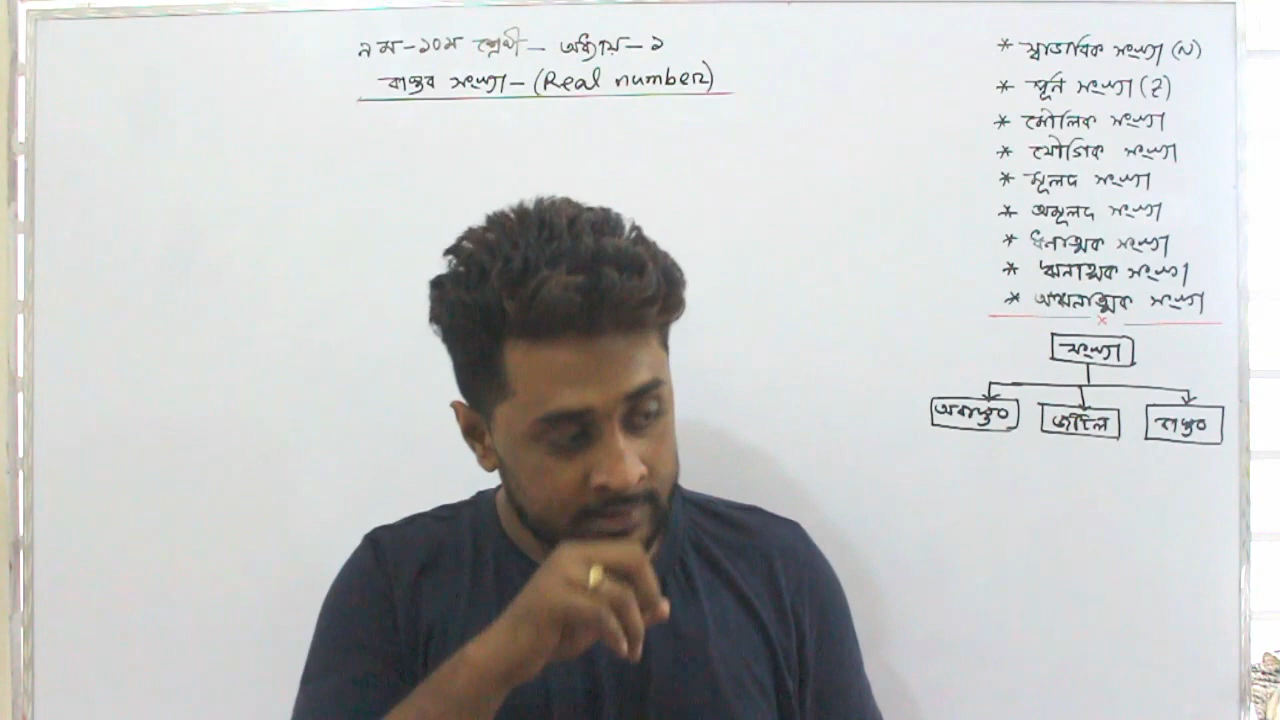 নবম-১০ম শ্রেণী - অধ্যায় - ১
বাস্তব সংখ্যা - (Real number)
* স্বাভাবিক সংখ্যা (N)
* পূর্ন সংখ্যা (Z)
* মৌলিক সংখ্যা
* যৌগিক সংখ্যা
* মূলদ সংখ্যা
* অমূলদ সংখ্যা
* ধনাত্মক সংখ্যা
* ঋনাত্মক সংখ্যা
* অঋনাত্মক সংখ্যা
সংখ্যা
অবাস্তব জটিল বাস্তব